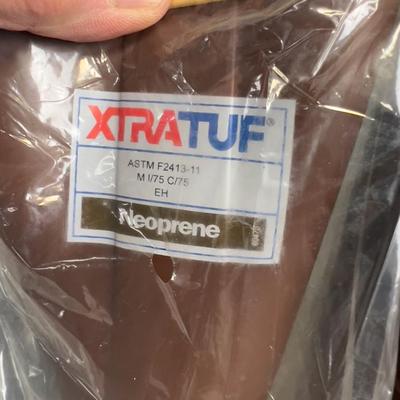 XTRATUF®
ASTM F2413-11
M I/75 C/75
EH
Neoprene